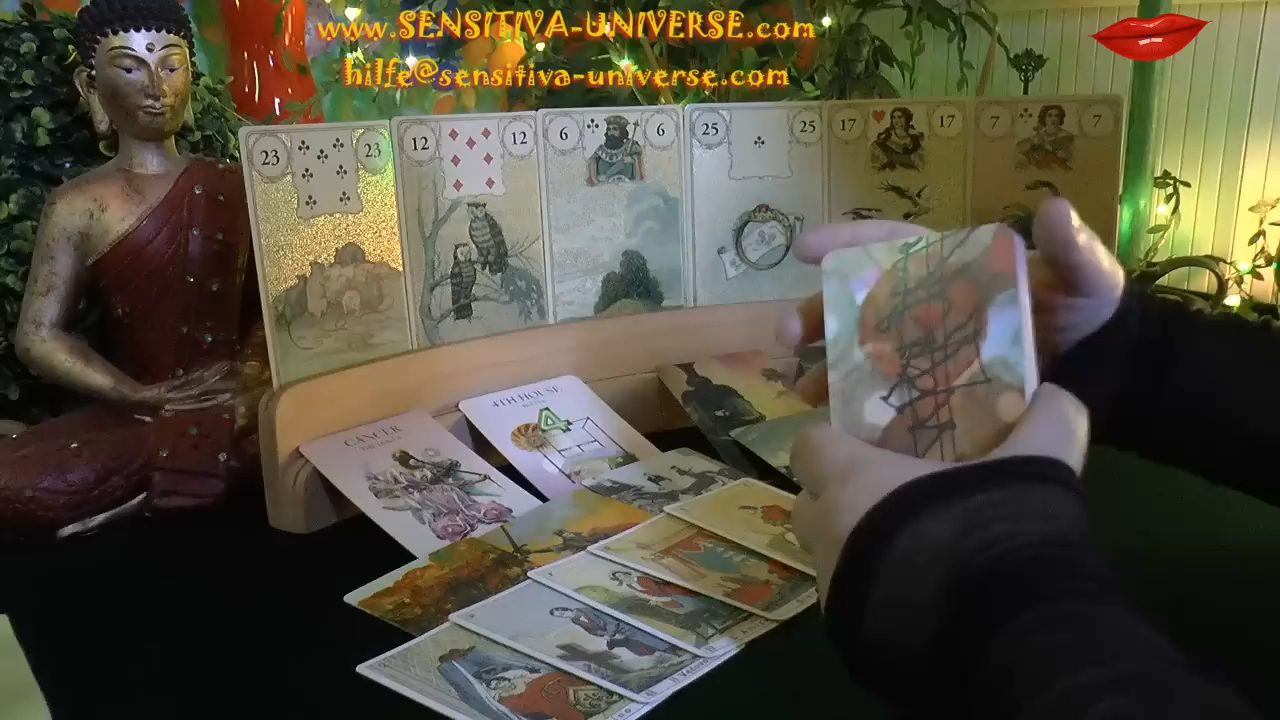 www.SENSITIVA-UNIVERSE.com
hilfe@sensitiva-universe.com
23 23
12 12
6 6
25 25
17 17
7 7
CANCER
4TH HOUSE
4